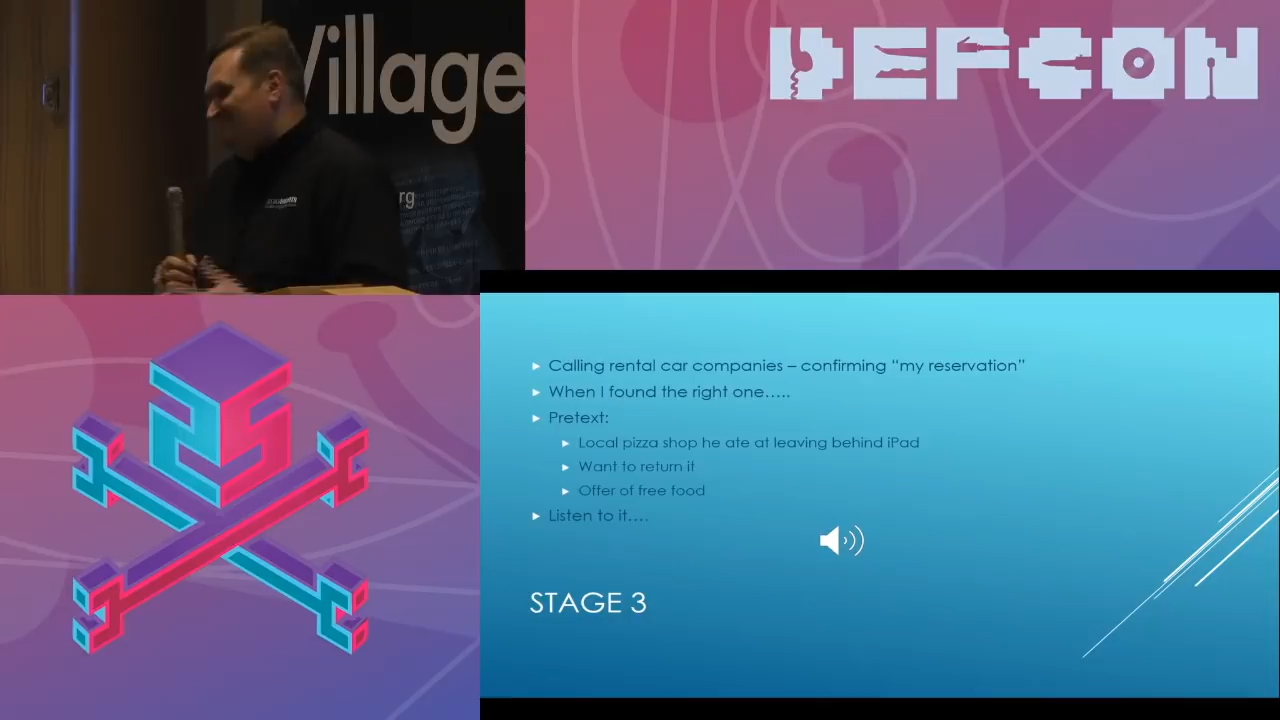 Village
rg
DEFCON
Calling rental car companies – confirming “my reservation”
When I found the right one…..
Pretext:
Local pizza shop he ate at leaving behind iPad
Want to return it
Offer of free food
Listen to it….
STAGE 3